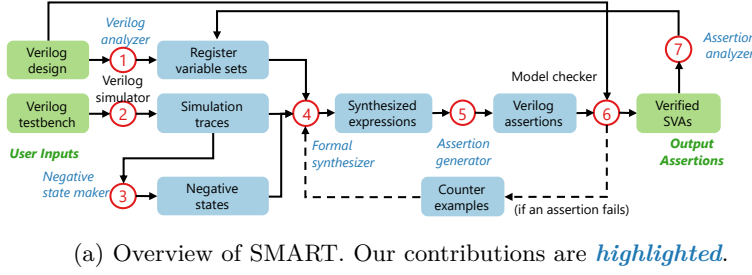 Verilog
analyzer
Assertion
analyzer
Verilog
design
1
Register
variable sets
7
Verilog
simulator
Model checker
Verilog
testbench
2
Simulation
traces
4
Synthesized
expressions
5
Verilog
assertions
6
Verified
SVAs
User Inputs
Formal
synthesizer
Assertion
generator
Output
Assertions
Negative
state maker
3
Negative
states
Counter
examples
(if an assertion fails)
(a) Overview of SMART. Our contributions are highlighted.